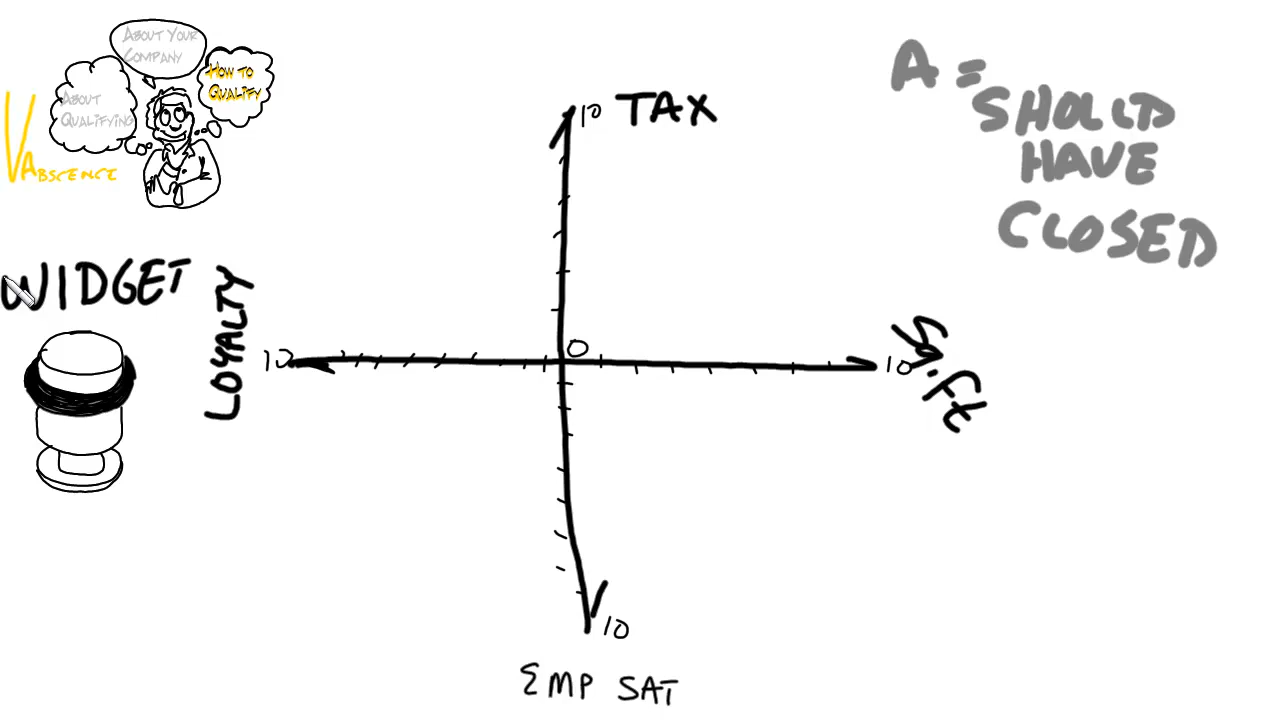 ABOUT YOUR
COMPANY
HOW TO
QUALIFY
ABOUT
QUALIFYING
VABSCENCE
A =
SHOULD
HAVE
CLOSED
10 TAX
WIDGET
LOYALTY
10
0
10
Sq.Ft
10
EMP SAT